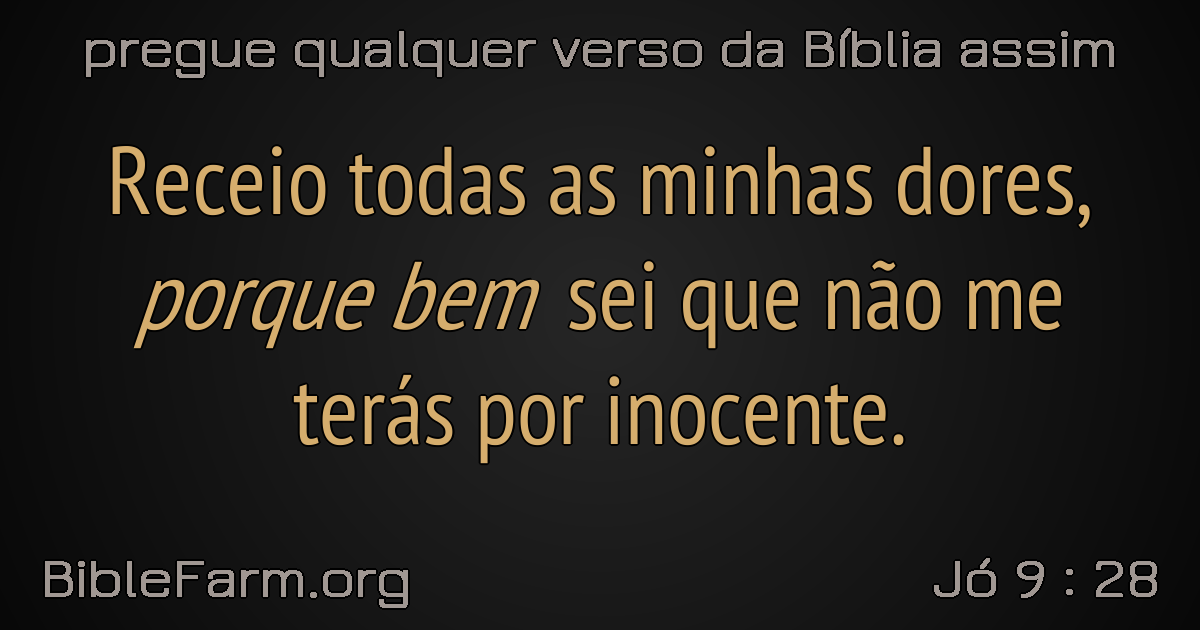 pregue qualquer verso da Bíblia assim
Receio todas as minhas dores,
porque bem sei que não me
terás por inocente.
BibleFarm.org
Jó 9 : 28